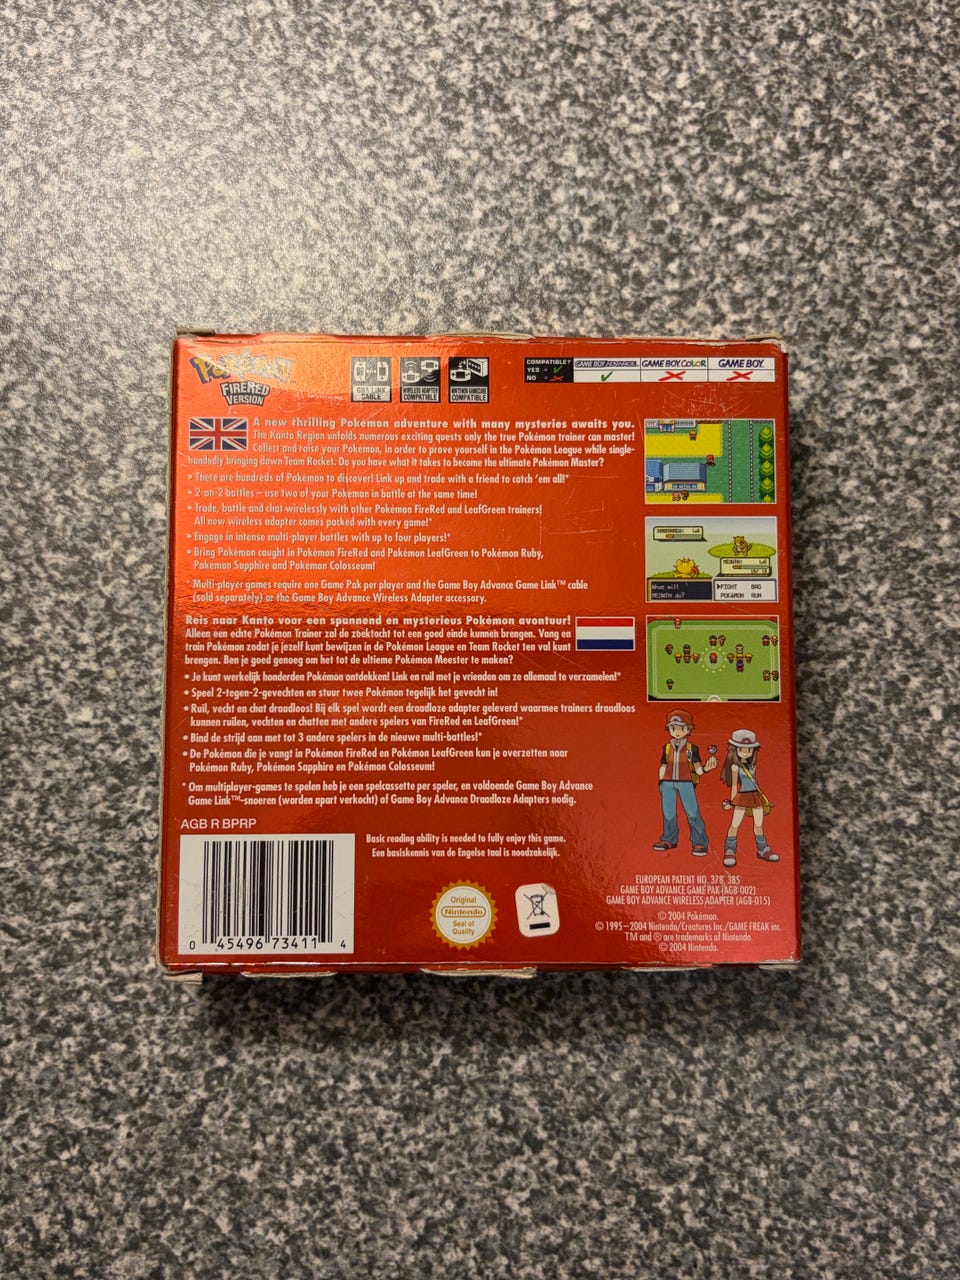 POKéMON
FIRERED
VERSION
GBA LINK
CABLE
WIRELESS ADAPTER
COMPATIBLE
NINTENDO GAMECUBE
COMPATIBLE
COMPATIBLE?
YES =
NO =
GAME BOY ADVANCE
GAME BOY COLOR
GAME BOY
A new thrilling Pokémon adventure with many mysteries awaits you.
The Kanto Region unfolds numerous exciting quests only the true Pokémon trainer can master!
Collect and raise your Pokémon, in order to prove yourself in the Pokémon League while single-
handedly bringing down Team Rocket. Do you have what it takes to become the ultimate Pokémon Master?
• There are hundreds of Pokémon to discover! Link up and trade with a friend to catch 'em all!*
• 2-on-2 battles – use two of your Pokémon in battle at the same time!
• Trade, battle and chat wirelessly with other Pokémon FireRed and LeafGreen trainers!
All new wireless adapter comes packed with every game!*
• Engage in intense multi-player battles with up to four players!*
• Bring Pokémon caught in Pokémon FireRed and Pokémon LeafGreen to Pokémon Ruby,
Pokémon Sapphire and Pokémon Colosseum!
* Multi-player games require one Game Pak per player and the Game Boy Advance Game Link™ cable
(sold separately) or the Game Boy Advance Wireless Adapter accessory.
Reis naar Kanto voor een spannend en mysterieus Pokémon avontuur!
Alleen een echte Pokémon Trainer zal de zoektocht tot een goed einde kunnen brengen. Vang en
train Pokémon zodat je jezelf kunt bewijzen in de Pokémon League en Team Rocket ten val kunt
brengen. Ben je goed genoeg om het tot de ultieme Pokémon Meester te maken?
• Je kunt werkelijk honderden Pokémon ontdekken! Link en ruil met je vrienden om ze allemaal te verzamelen!*
• Speel 2-tegen-2-gevechten en stuur twee Pokémon tegelijk het gevecht in!
• Ruil, vecht en chat draadloos! Bij elk spel wordt een draadloze adapter geleverd waarmee trainers draadloos
kunnen ruilen, vechten en chatten met andere spelers van FireRed en LeafGreen!*
• Bind de strijd aan met tot 3 andere spelers in de nieuwe multi-battles!*
• De Pokémon die je vangt in Pokémon FireRed en Pokémon LeafGreen kun je overzetten naar
Pokémon Ruby, Pokémon Sapphire en Pokémon Colosseum!
* Om multiplayer-games te spelen heb je een spelcassette per speler, en voldoende Game Boy Advance
Game Link™-snoeren (worden apart verkocht) of Game Boy Advance Draadloze Adapters nodig.
SANDSHREW
MEOWTH
What will
MEOWTH do?
FIGHT BAG
POKéMON RUN
AGB R BPRP
Basic reading ability is needed to fully enjoy this game.
Een basiskennis van de Engelse taal is noodzakelijk.
0 45496 73411 4
Original
Nintendo
Seal of
Quality
EUROPEAN PATENT NO. 378, 385
GAME BOY ADVANCE GAME PAK (AGB-002)
GAME BOY ADVANCE WIRELESS ADAPTER (AGB-015)
© 2004 Pokémon.
© 1995–2004 Nintendo/Creatures Inc./GAME FREAK inc.
TM and ® are trademarks of Nintendo.
© 2004 Nintendo.